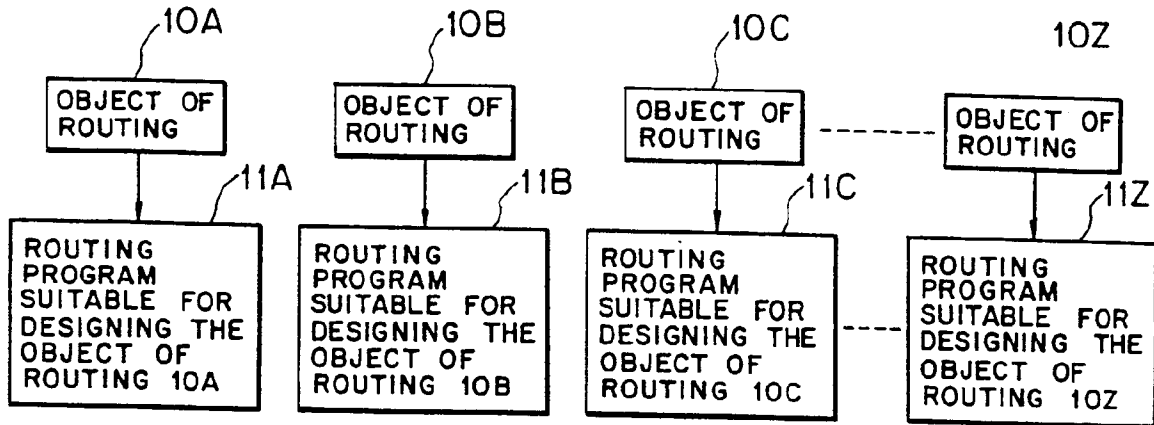 10A
10B
10C
10Z
OBJECT OF
ROUTING
OBJECT OF
ROUTING
OBJECT OF
ROUTING
OBJECT OF
ROUTING
11A
11B
11C
11Z
ROUTING
PROGRAM
SUITABLE FOR
DESIGNING THE
OBJECT OF
ROUTING 10A
ROUTING
PROGRAM
SUITABLE FOR
DESIGNING THE
OBJECT OF
ROUTING 10B
ROUTING
PROGRAM
SUITABLE FOR
DESIGNING THE
OBJECT OF
ROUTING 10C
ROUTING
PROGRAM
SUITABLE FOR
DESIGNING THE
OBJECT OF
ROUTING 10Z